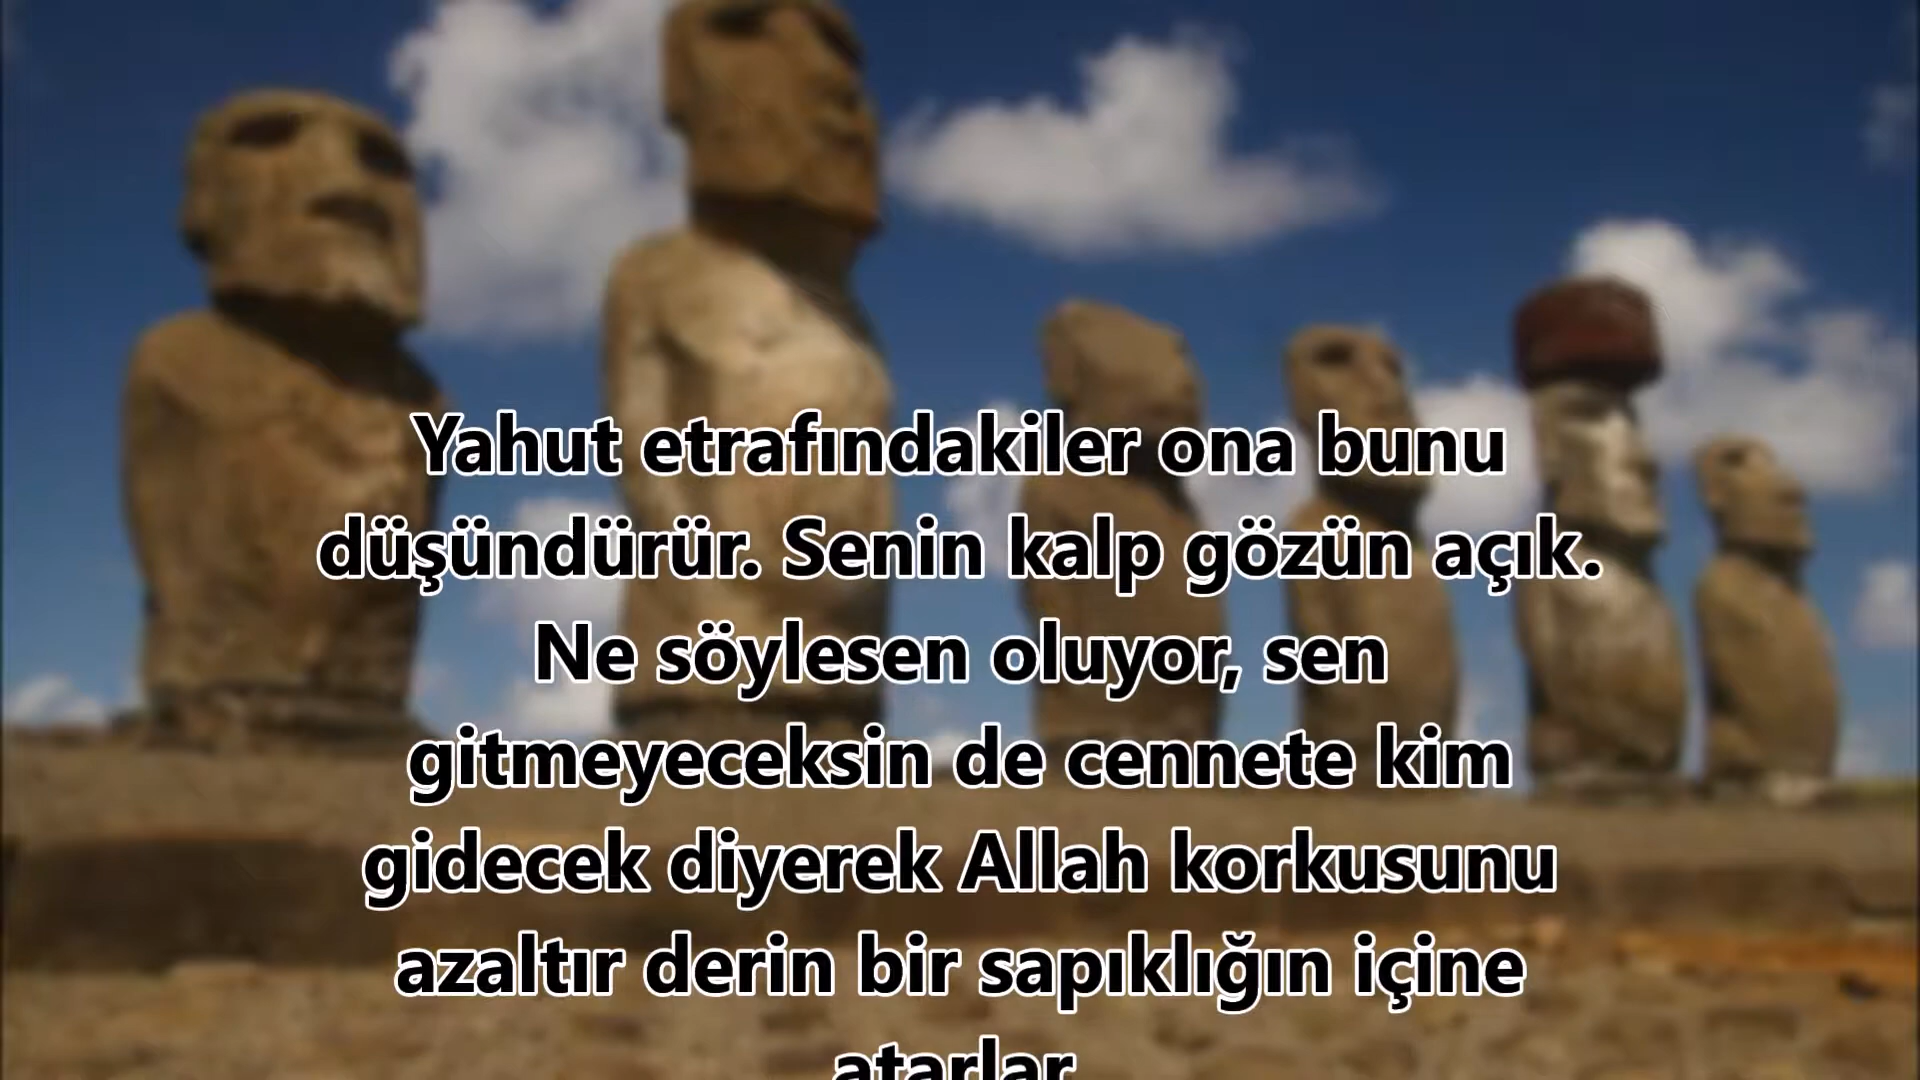 Yahut etrafındakiler ona bunu
düşündürür. Senin kalp gözün açık.
Ne söylesen oluyor, sen
gitmeyeceksin de cennete kim
gidecek diyerek Allah korkusunu
azaltır derin bir sapıklığın içine
atarlar